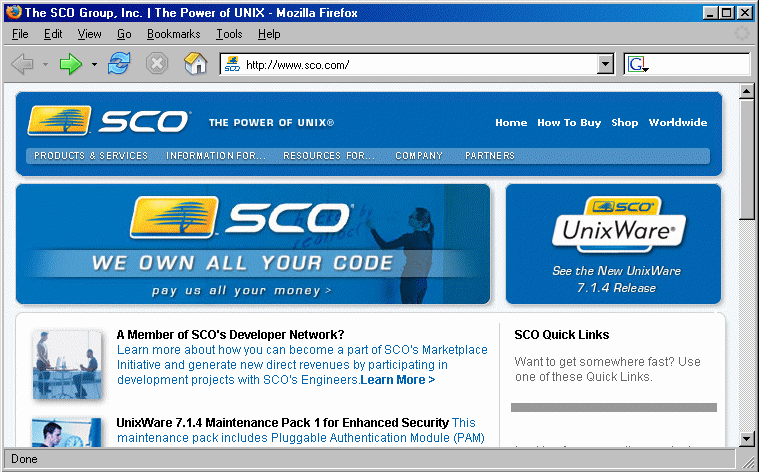 The SCO Group, Inc. | The Power of UNIX - Mozilla Firefox
File Edit View Go Bookmarks Tools Help
SCO http://www.sco.com/ G
SCO THE POWER OF UNIX® Home How To Buy Shop Worldwide
PRODUCTS & SERVICES INFORMATION FOR... RESOURCES FOR... COMPANY PARTNERS
SCO
WE OWN ALL YOUR CODE
pay us all your money >
SCO
UnixWare®
See the New UnixWare
7.1.4 Release
A Member of SCO's Developer Network?
Learn more about how you can become a part of SCO's Marketplace
Initiative and generate new direct revenues by participating in
development projects with SCO's Engineers.Learn More >
UnixWare 7.1.4 Maintenance Pack 1 for Enhanced Security This
maintenance pack includes Pluggable Authentication Module (PAM)
SCO Quick Links
Want to get somewhere fast? Use
one of these Quick Links.
Done